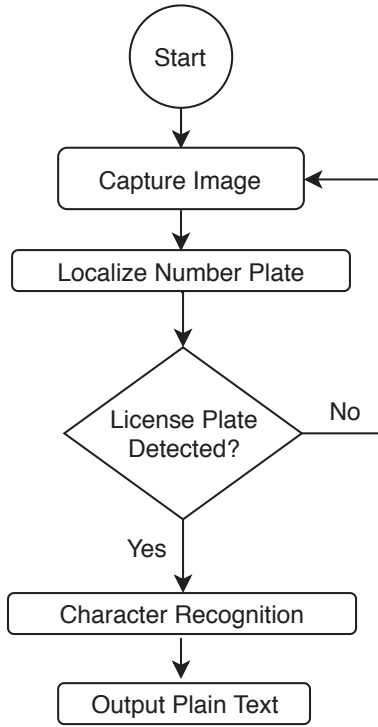 Start
Capture Image
Localize Number Plate
License Plate
Detected?
No
Yes
Character Recognition
Output Plain Text